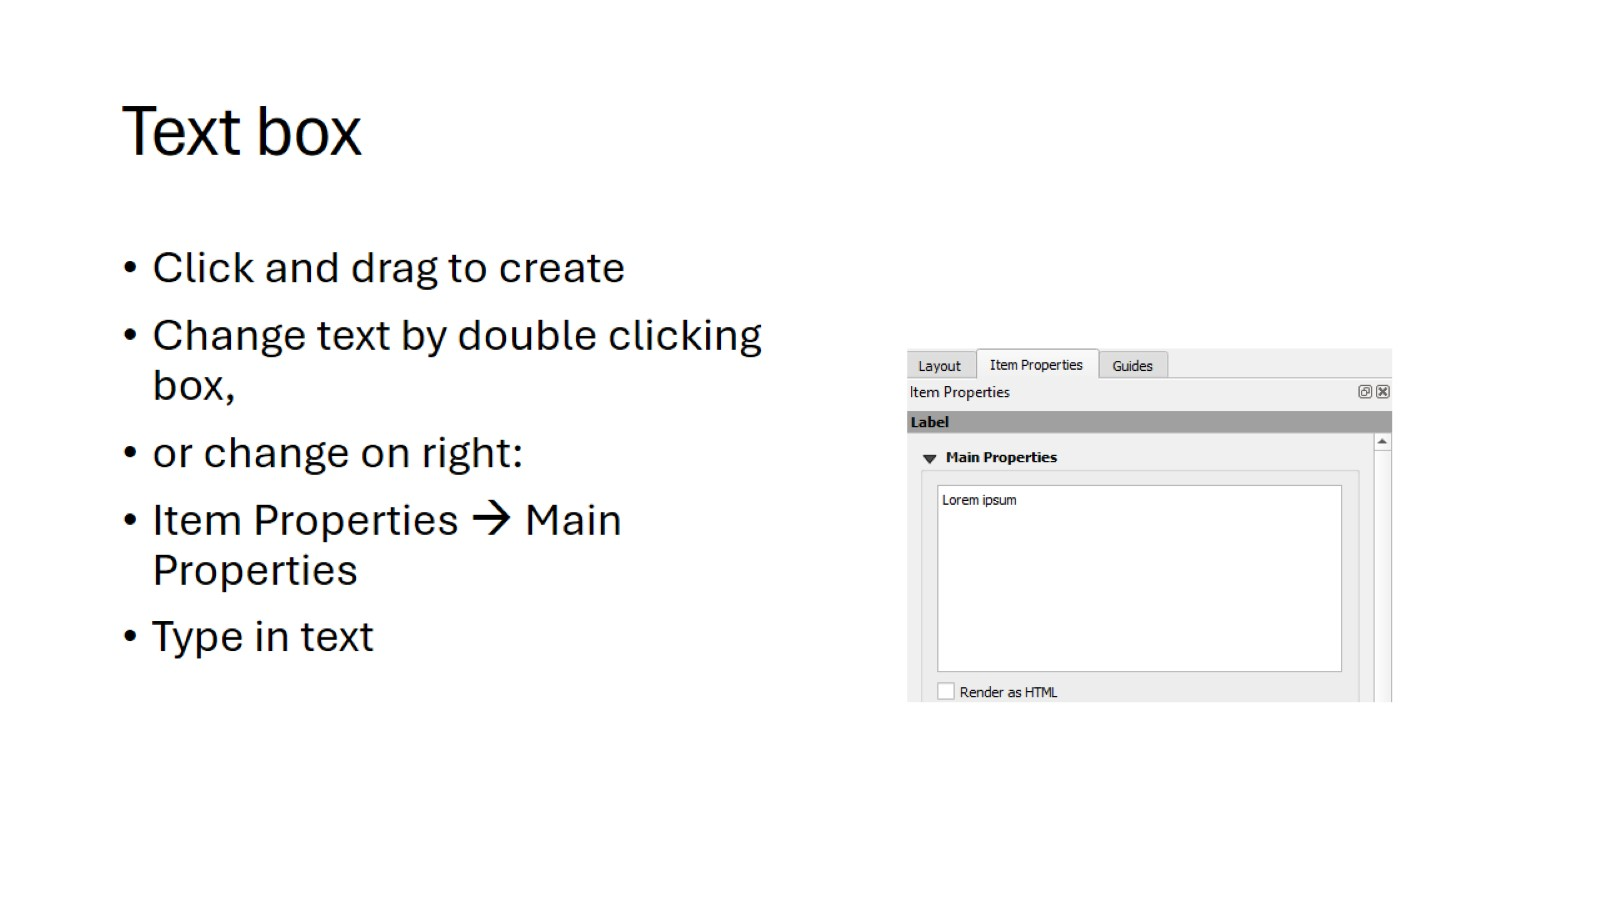 Text box
• Click and drag to create
• Change text by double clicking
box,
• or change on right:
• Item Properties → Main
Properties
• Type in text
Layout Item Properties Guides
Item Properties
Label
Main Properties
Lorem ipsum
Render as HTML